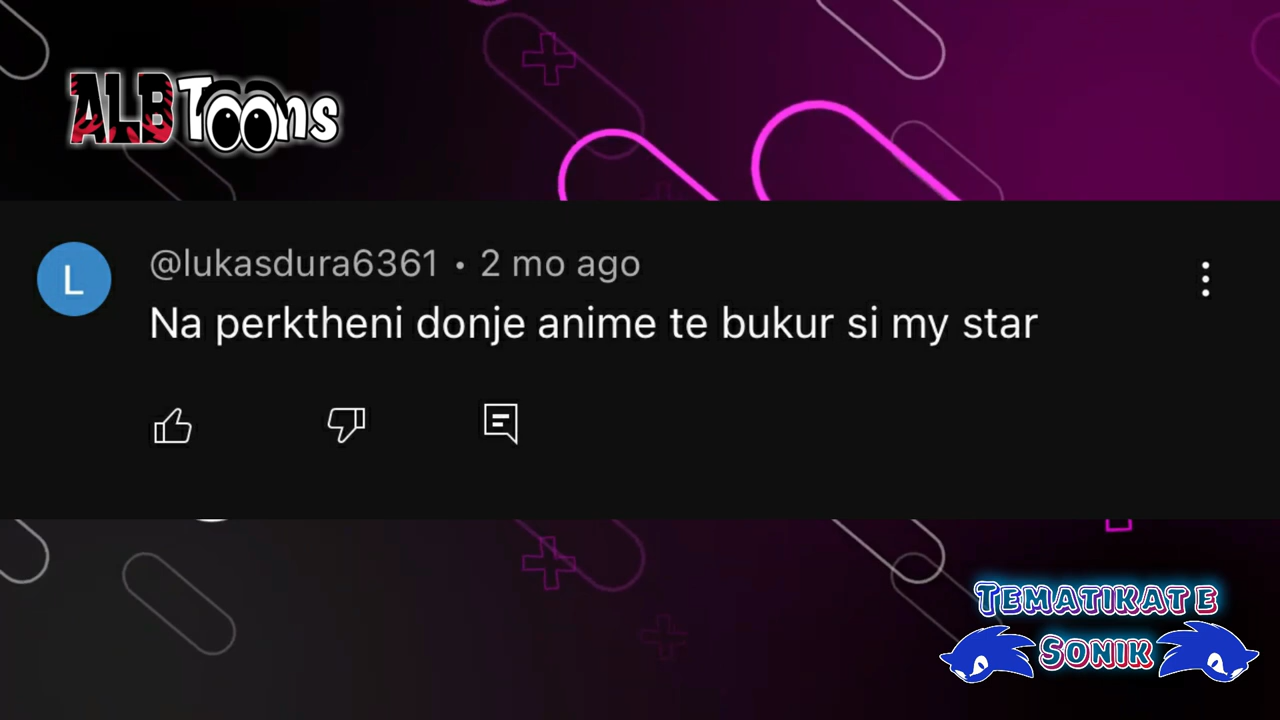 ALBToons
@lukasdura6361 • 2 mo ago
L
Na perktheni donje anime te bukur si my star
TEMATIKAT E
SONIK